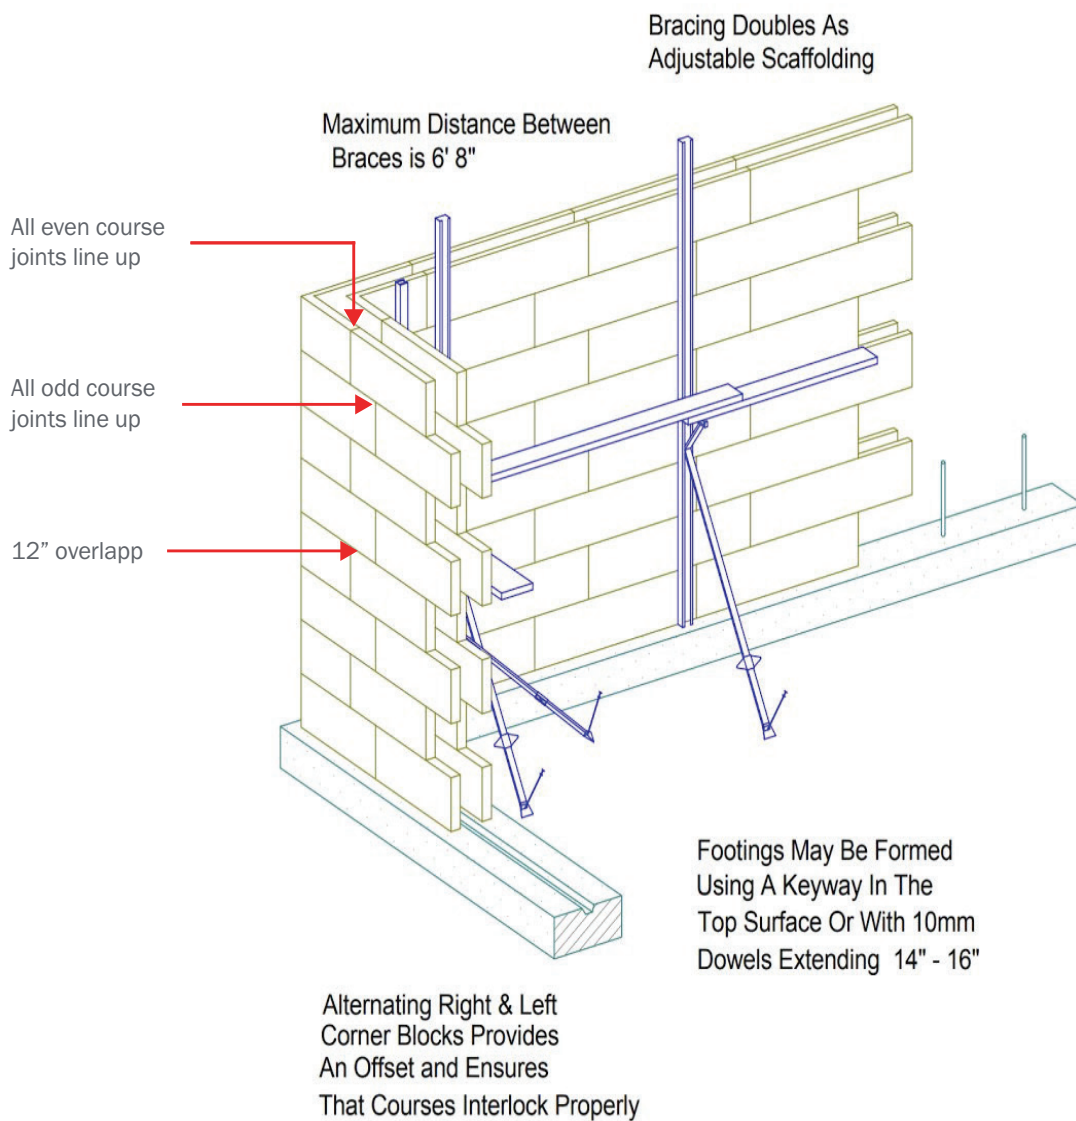 Bracing Doubles As
Adjustable Scaffolding
Maximum Distance Between
Braces is 6' 8"
All even course
joints line up
All odd course
joints line up
12” overlapp
Footings May Be Formed
Using A Keyway In The
Top Surface Or With 10mm
Dowels Extending 14" - 16"
Alternating Right & Left
Corner Blocks Provides
An Offset and Ensures
That Courses Interlock Properly